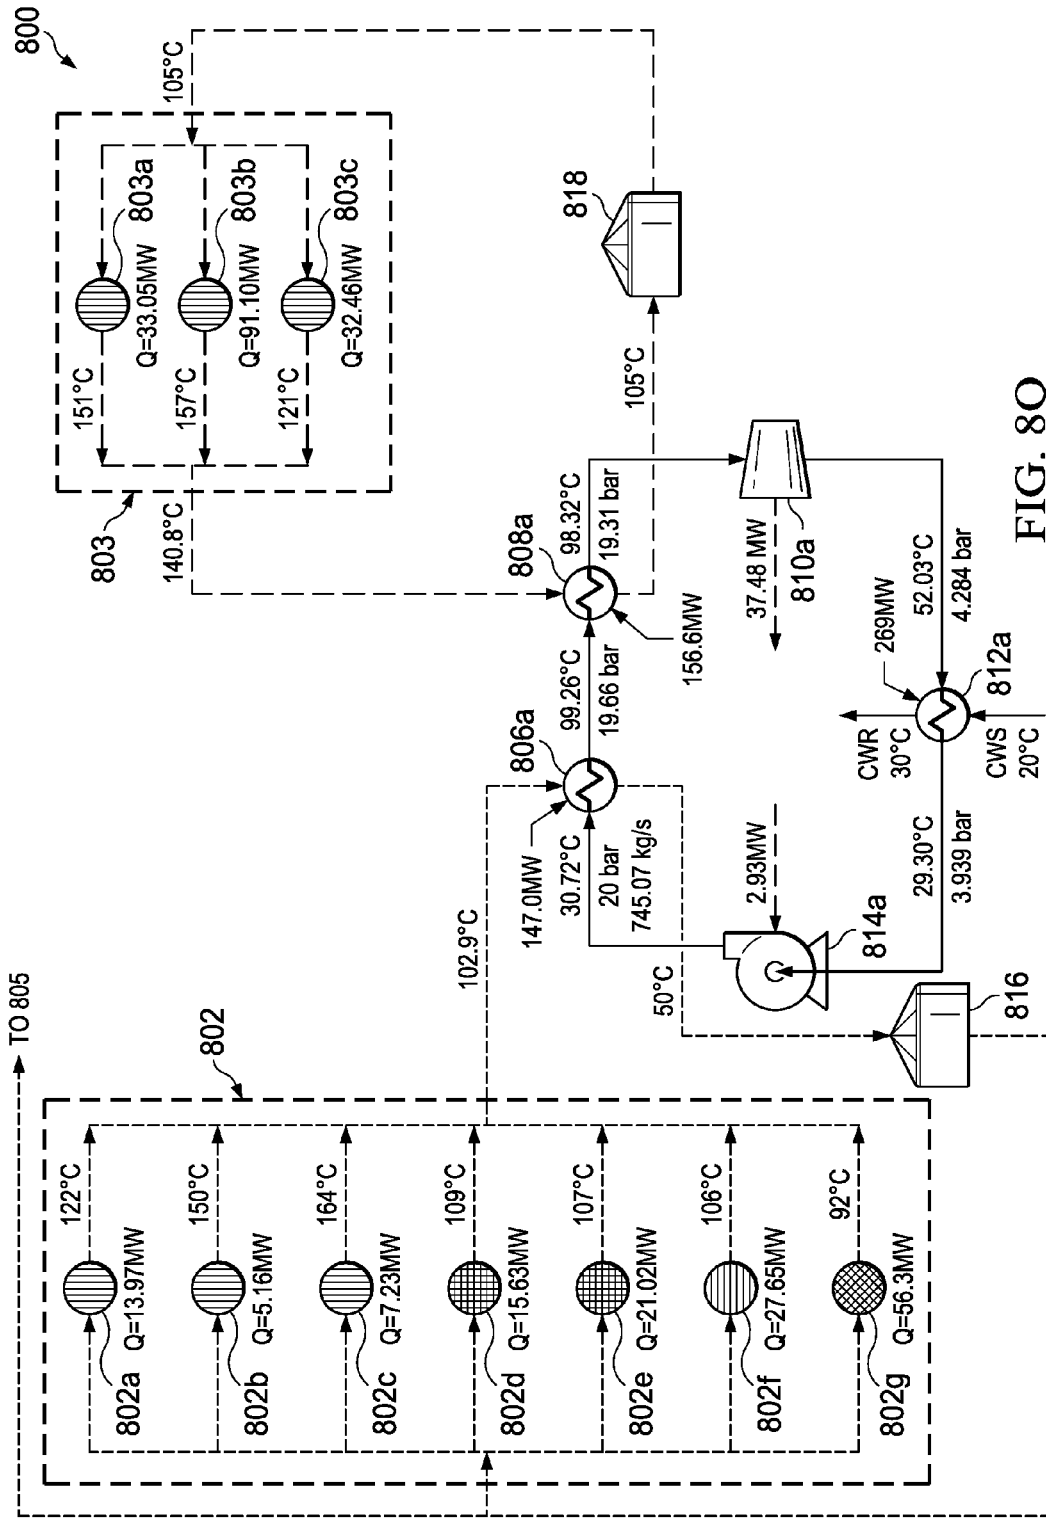 800
TO 805
802
122°C
802a
Q=13.97MW
150°C
802b
Q=5.16MW
164°C
802c
Q=7.23MW
109°C
802d
Q=15.63MW
107°C
802e
Q=21.02MW
106°C
802f
Q=27.65MW
92°C
802g
Q=56.3MW
102.9°C
803
140.8°C
151°C
803a
Q=33.05MW
157°C
803b
Q=91.10MW
121°C
803c
Q=32.46MW
105°C
147.0MW
806a
30.72°C
20 bar
745.07 kg/s
99.26°C
19.66 bar
808a
156.6MW
98.32°C
19.31 bar
105°C
818
50°C
2.93MW
814a
37.48 MW
810a
816
29.30°C
3.939 bar
CWR
30°C
CWS
20°C
269MW
812a
52.03°C
4.284 bar
FIG. 8O